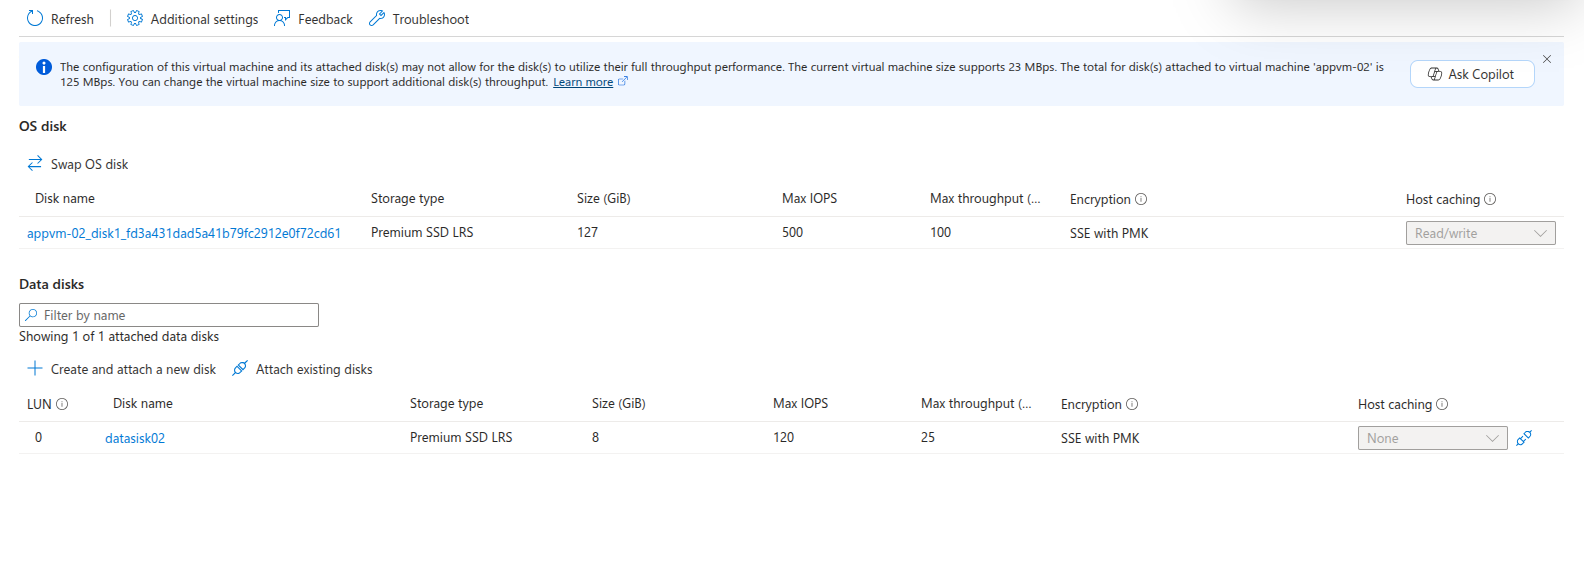 Refresh Additional settings Feedback Troubleshoot
The configuration of this virtual machine and its attached disk(s) may not allow for the disk(s) to utilize their full throughput performance. The current virtual machine size supports 23 MBps. The total for disk(s) attached to virtual machine 'appvm-02' is
125 MBps. You can change the virtual machine size to support additional disk(s) throughput. Learn more
Ask Copilot
OS disk
Swap OS disk
Disk name Storage type Size (GiB) Max IOPS Max throughput (... Encryption Host caching
appvm-02_disk1_fd3a431dad5a41b79fc2912e0f72cd61 Premium SSD LRS 127 500 100 SSE with PMK Read/write
Data disks
Filter by name
Showing 1 of 1 attached data disks
Create and attach a new disk Attach existing disks
LUN Disk name Storage type Size (GiB) Max IOPS Max throughput (... Encryption Host caching
0 datasisk02 Premium SSD LRS 8 120 25 SSE with PMK None